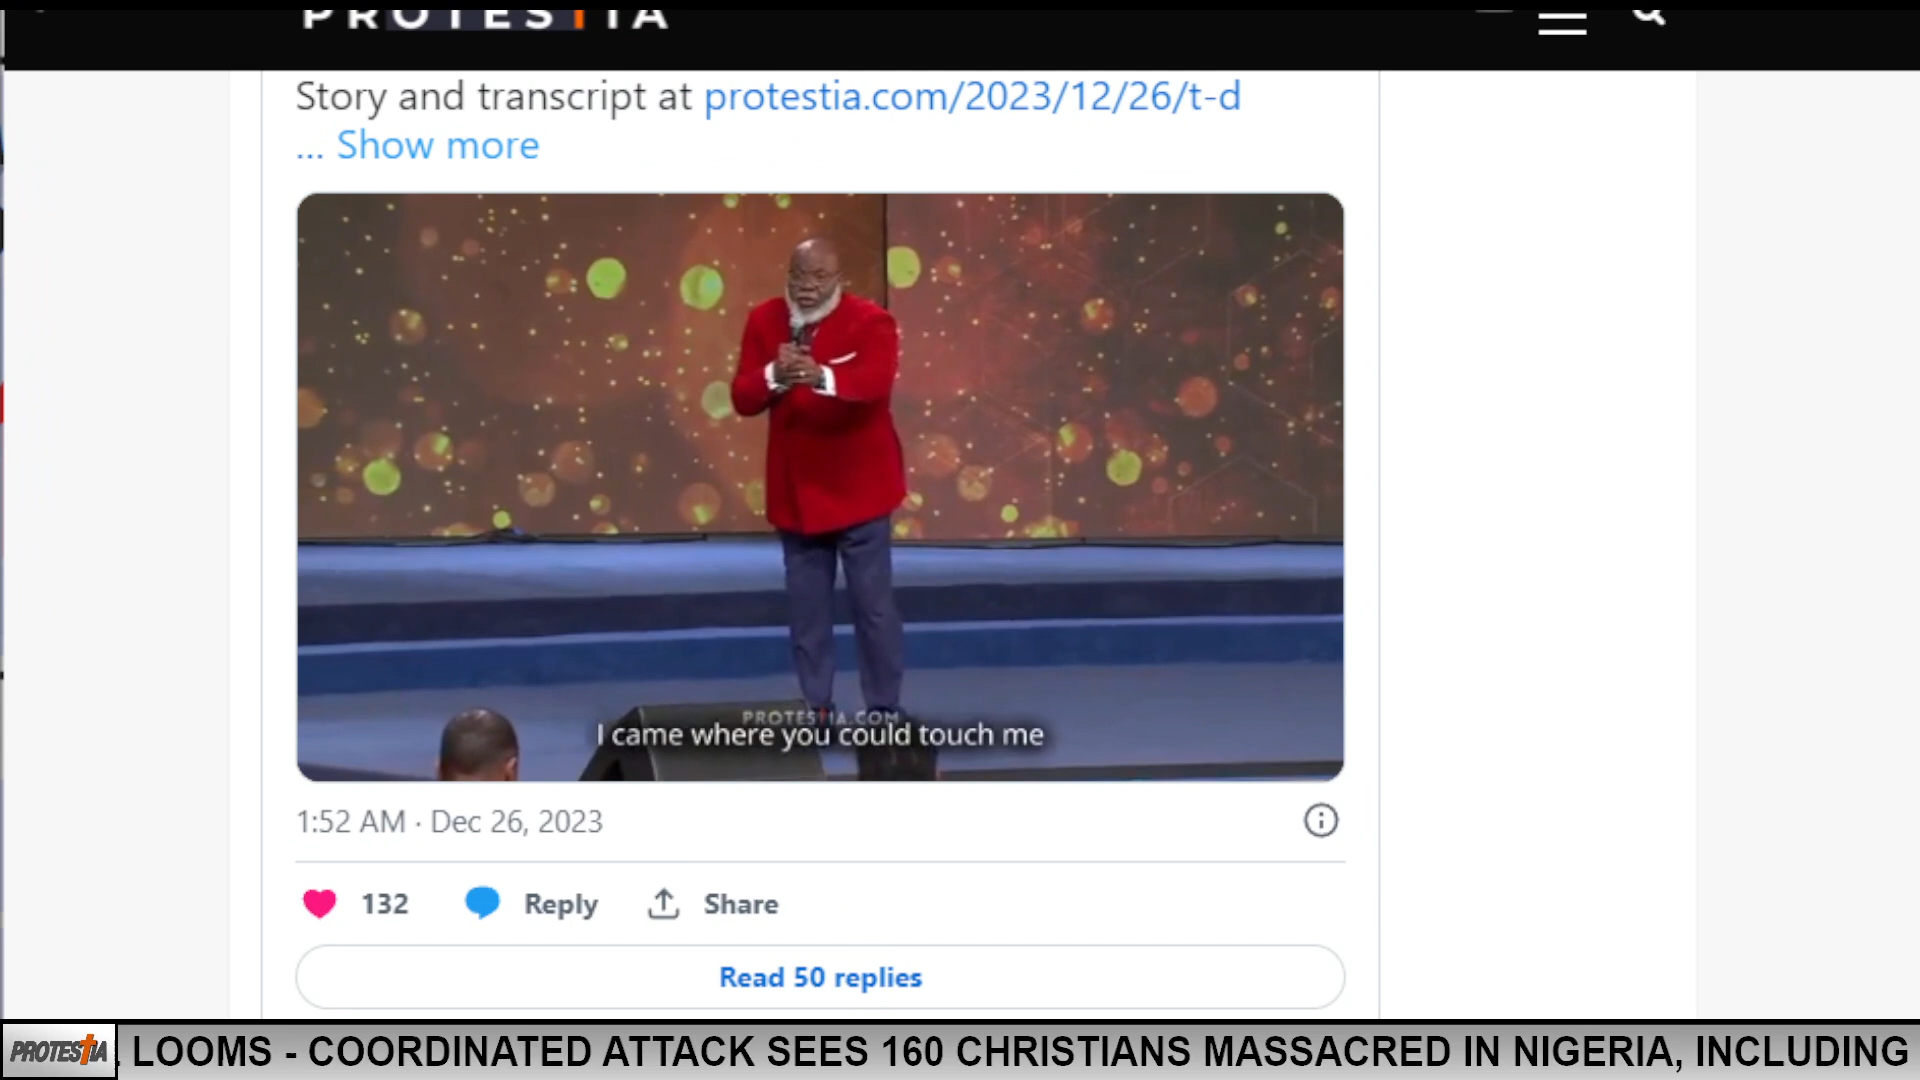 PROTESTIA
Story and transcript at protestia.com/2023/12/26/t-d
... Show more
PROTESTIA.COM
I came where you could touch me
1:52 AM · Dec 26, 2023
132 Reply Share
Read 50 replies
PROTESTIA LOOMS - COORDINATED ATTACK SEES 160 CHRISTIANS MASSACRED IN NIGERIA, INCLUDING